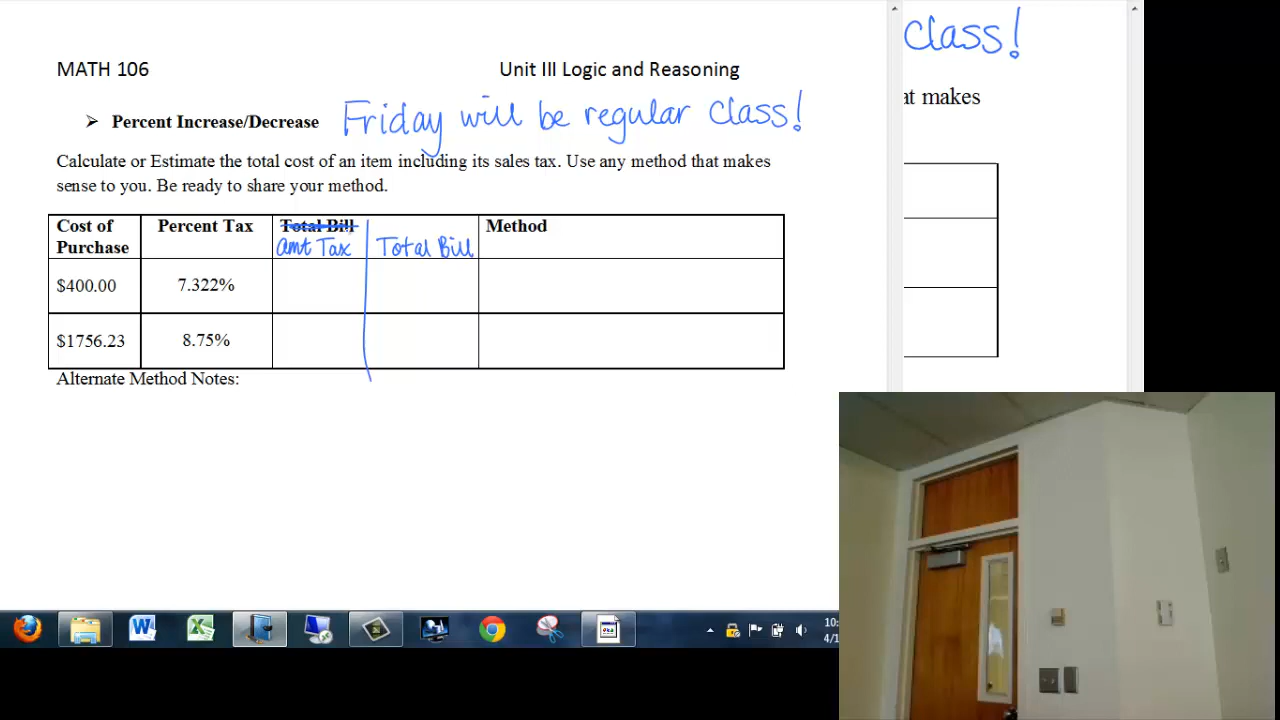 class!
MATH 106
Unit III Logic and Reasoning
at makes
➢ Percent Increase/Decrease
Friday will be regular class!
Calculate or Estimate the total cost of an item including its sales tax. Use any method that makes
sense to you. Be ready to share your method.
Cost of Purchase
Percent Tax
Total Bill
Amt Tax
Total Bill
Method
$400.00
7.322%
$1756.23
8.75%
Alternate Method Notes:
10:
4/1